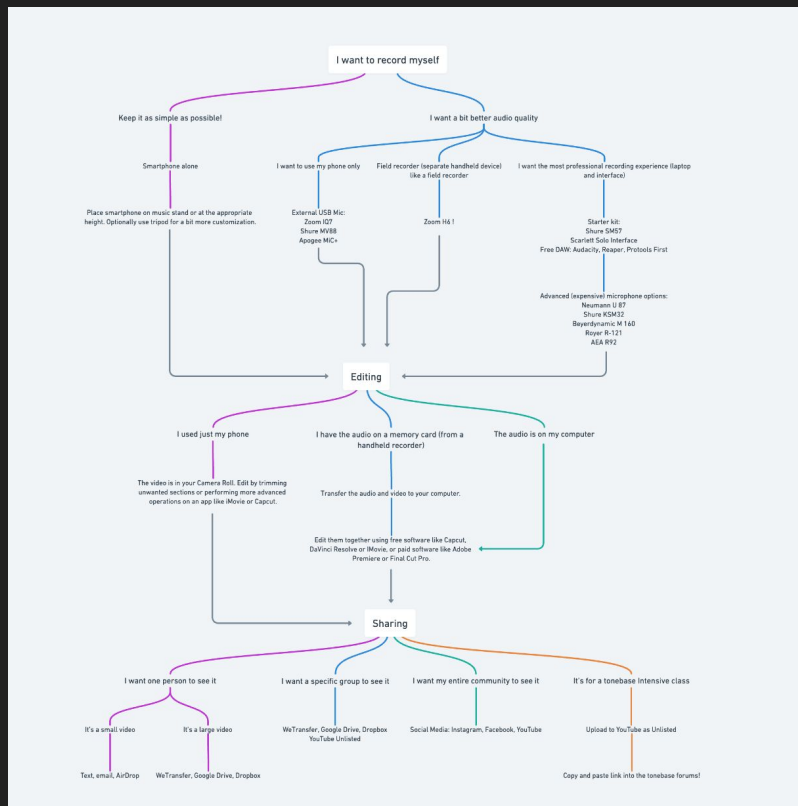 I want to record myself
Keep it as simple as possible!
I want a bit better audio quality
Smartphone alone
I want to use my phone only
Field recorder (separate handheld device)
like a field recorder
I want the most professional recording experience (laptop
and interface)
Place smartphone on music stand or at the appropriate
height. Optionally use tripod for a bit more customization.
External USB Mic:
Zoom IQ7
Shure MV88
Apogee MiC+
Zoom H6 !
Starter kit:
Shure SM57
Scarlett Solo Interface
Free DAW: Audacity, Reaper, Protools First
Advanced (expensive) microphone options:
Neumann U 87
Shure KSM32
Beyerdynamic M 160
Royer R-121
AEA R92
Editing
I used just my phone
I have the audio on a memory card (from a
handheld recorder)
The audio is on my computer
The video is in your Camera Roll. Edit by trimming
unwanted sections or performing more advanced
operations on an app like iMovie or Capcut.
Transfer the audio and video to your computer.
Edit them together using free software like Capcut,
DaVinci Resolve or IMovie, or paid software like Adobe
Premiere or Final Cut Pro.
Sharing
I want one person to see it
I want a specific group to see it
I want my entire community to see it
It's for a tonebase Intensive class
It's a small video
It's a large video
WeTransfer, Google Drive, Dropbox
YouTube Unlisted
Social Media: Instagram, Facebook, YouTube
Upload to YouTube as Unlisted
Text, email, AirDrop
WeTransfer, Google Drive, Dropbox
Copy and paste link into the tonebase forums!